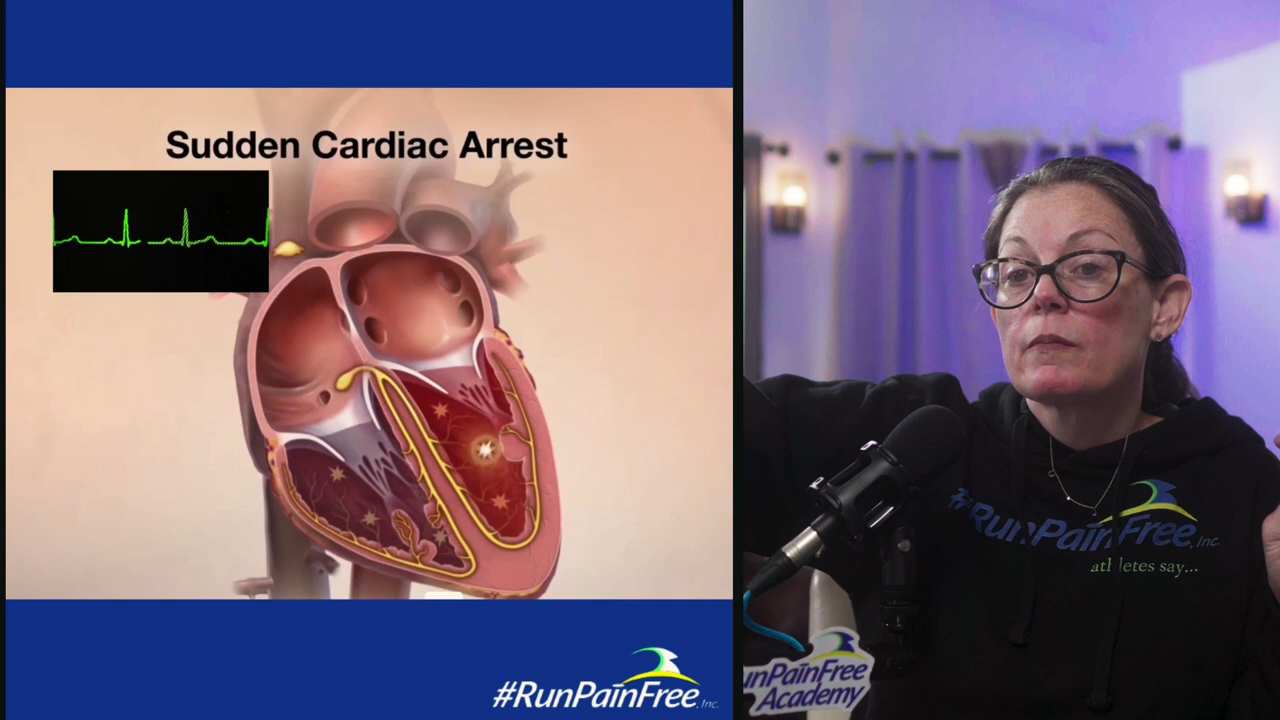 Sudden Cardiac Arrest
#RunPainFree, Inc.
#RunPainFree, Inc.
athletes say...
unPainFree
Academy